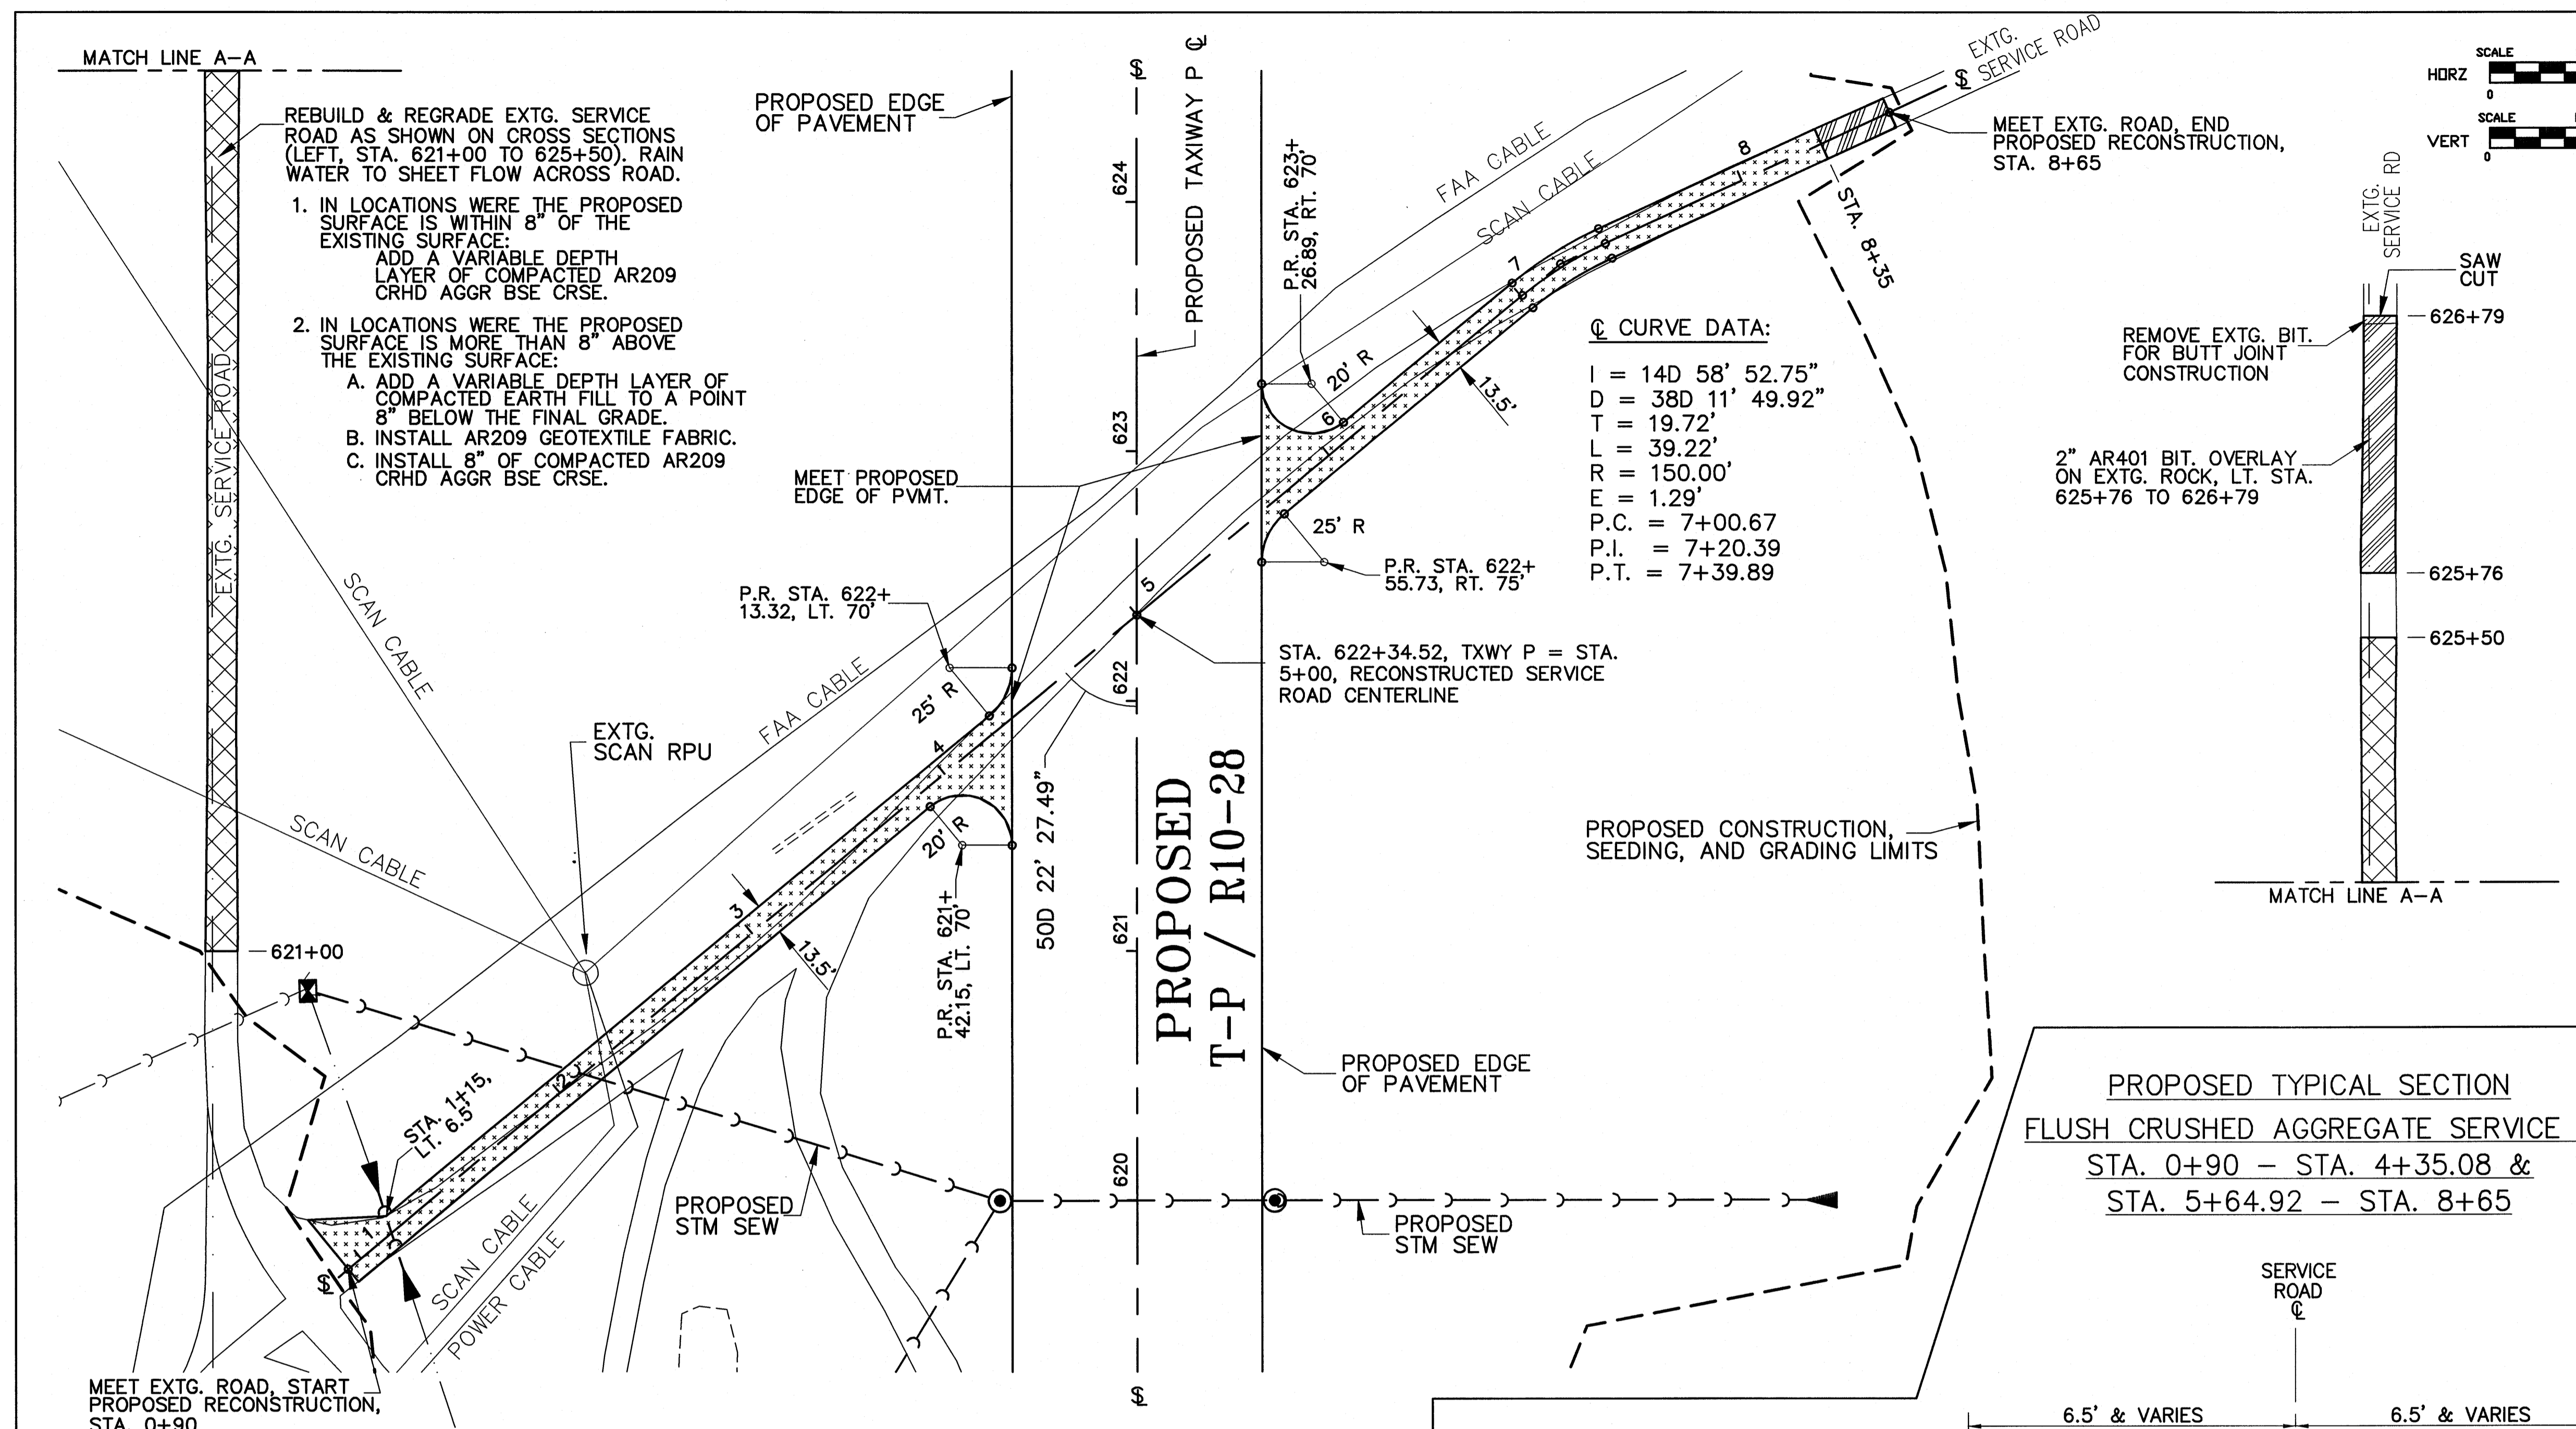 MATCH LINE A-A
REBUILD & REGRADE EXTG. SERVICE
ROAD AS SHOWN ON CROSS SECTIONS
(LEFT, STA. 621+00 TO 625+50). RAIN
WATER TO SHEET FLOW ACROSS ROAD.
1. IN LOCATIONS WERE THE PROPOSED
SURFACE IS WITHIN 8" OF THE
EXISTING SURFACE:
ADD A VARIABLE DEPTH
LAYER OF COMPACTED AR209
CRHD AGGR BSE CRSE.
2. IN LOCATIONS WERE THE PROPOSED
SURFACE IS MORE THAN 8" ABOVE
THE EXISTING SURFACE:
A. ADD A VARIABLE DEPTH LAYER OF
COMPACTED EARTH FILL TO A POINT
8" BELOW THE FINAL GRADE.
B. INSTALL AR209 GEOTEXTILE FABRIC.
C. INSTALL 8" OF COMPACTED AR209
CRHD AGGR BSE CRSE.
EXTG. SERVICE ROAD
SCAN CABLE
SCAN CABLE
621+00
EXTG.
SCAN RPU
FAA CABLE
STA. 1+15,
LT. 6.5'
1
2
3
4
5
6
7
8
13.5'
SCAN CABLE
POWER CABLE
MEET EXTG. ROAD, START
PROPOSED RECONSTRUCTION,
STA. 0+90
PROPOSED
STM SEW
PROPOSED EDGE
OF PAVEMENT
MEET PROPOSED
EDGE OF PVMT.
P.R. STA. 622+
13.32, LT. 70'
25' R
20' R
P.R. STA. 621+
42.15, LT. 70'
50D 22' 27.49"
PROPOSED TAXIWAY P ℄
℄
624
623
622
621
620
℄
PROPOSED
T-P / R10-28
P.R. STA. 623+
26.89, RT. 70'
20' R
25' R
P.R. STA. 622+
55.73, RT. 75'
13.5'
STA. 622+34.52, TXWY P = STA.
5+00, RECONSTRUCTED SERVICE
ROAD CENTERLINE
PROPOSED EDGE
OF PAVEMENT
PROPOSED
STM SEW
FAA CABLE
SCAN CABLE
EXTG.
SERVICE ROAD
℄
MEET EXTG. ROAD, END
PROPOSED RECONSTRUCTION,
STA. 8+65
STA. 8+35
℄ CURVE DATA:
I = 14D 58' 52.75"
D = 38D 11' 49.92"
T = 19.72'
L = 39.22'
R = 150.00'
E = 1.29'
P.C. = 7+00.67
P.I. = 7+20.39
P.T. = 7+39.89
PROPOSED CONSTRUCTION,
SEEDING, AND GRADING LIMITS
SCALE
HORZ
0
SCALE
VERT
0
EXTG.
SERVICE RD
SAW
CUT
626+79
REMOVE EXTG. BIT.
FOR BUTT JOINT
CONSTRUCTION
2" AR401 BIT. OVERLAY
ON EXTG. ROCK, LT. STA.
625+76 TO 626+79
625+76
625+50
MATCH LINE A-A
PROPOSED TYPICAL SECTION
FLUSH CRUSHED AGGREGATE SERVICE
STA. 0+90 - STA. 4+35.08 &
STA. 5+64.92 - STA. 8+65
SERVICE
ROAD
℄
6.5' & VARIES
6.5' & VARIES
℄